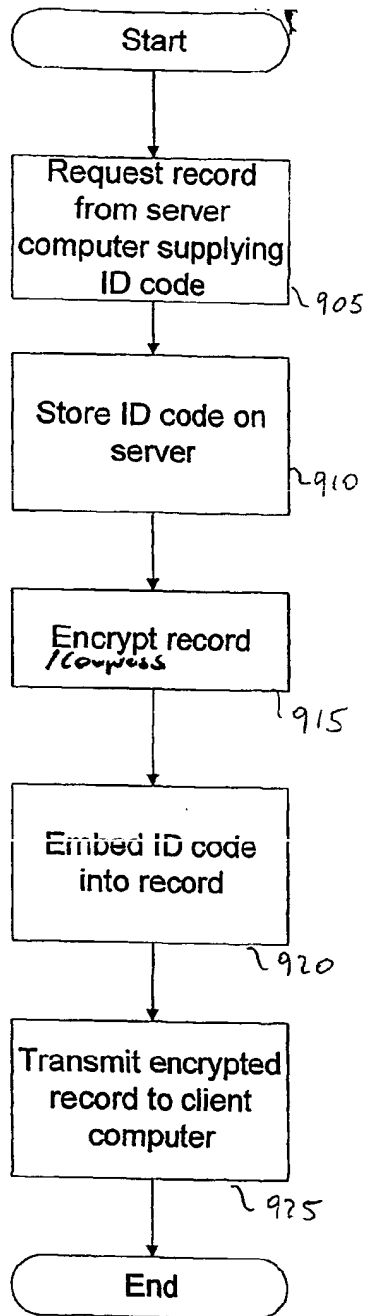 Start
Request record
from server
computer supplying
ID code
905
Store ID code on
server
910
Encrypt record
/Compress
915
Embed ID code
into record
920
Transmit encrypted
record to client
computer
925
End